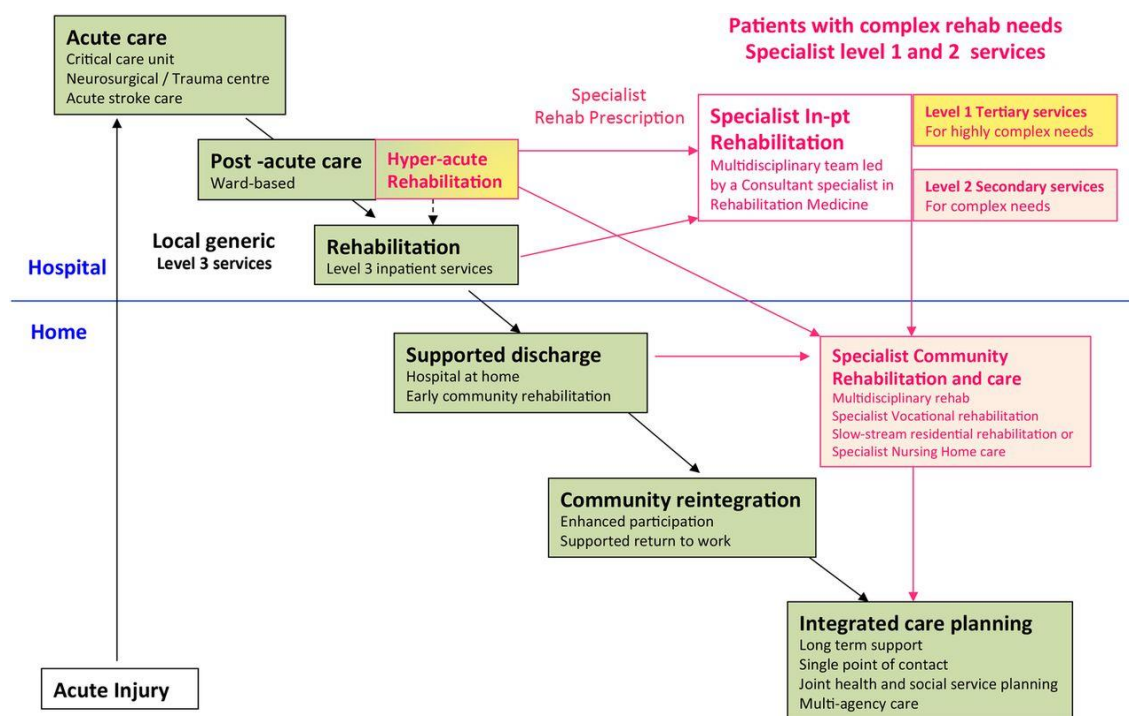 Acute care
Critical care unit
Neurosurgical / Trauma centre
Acute stroke care
Patients with complex rehab needs
Specialist level 1 and 2 services
Specialist
Rehab Prescription
Specialist In-pt
Rehabilitation
Multidisciplinary team led
by a Consultant specialist in
Rehabilitation Medicine
Level 1 Tertiary services
For highly complex needs
Level 2 Secondary services
For complex needs
Post -acute care
Ward-based
Hyper-acute
Rehabilitation
Local generic
Level 3 services
Rehabilitation
Level 3 inpatient services
Hospital
Home
Supported discharge
Hospital at home
Early community rehabilitation
Specialist Community
Rehabilitation and care
Multidisciplinary rehab
Specialist Vocational rehabilitation
Slow-stream residential rehabilitation or
Specialist Nursing Home care
Community reintegration
Enhanced participation
Supported return to work
Integrated care planning
Long term support
Single point of contact
Joint health and social service planning
Multi-agency care
Acute Injury